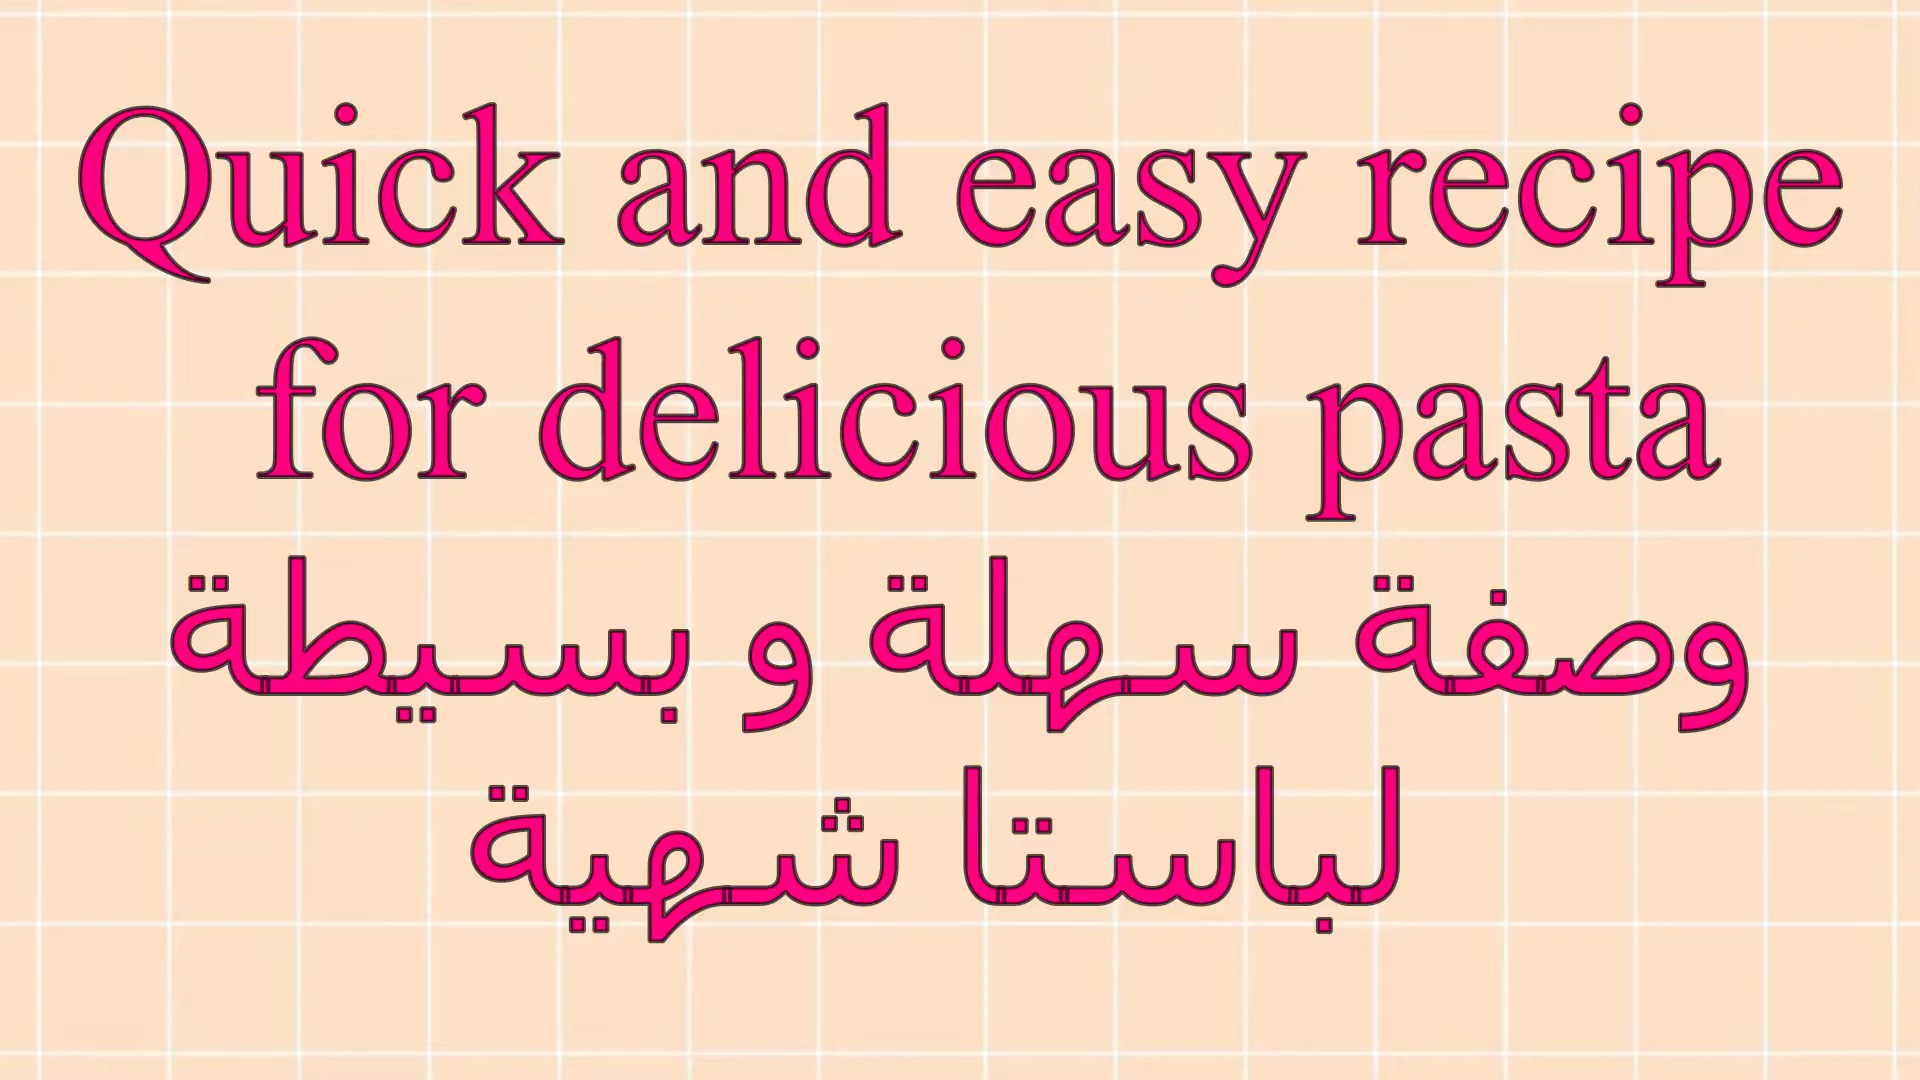 Quick and easy recipe
for delicious pasta
وصفة سهلة و بسيطة
لباستا شهية